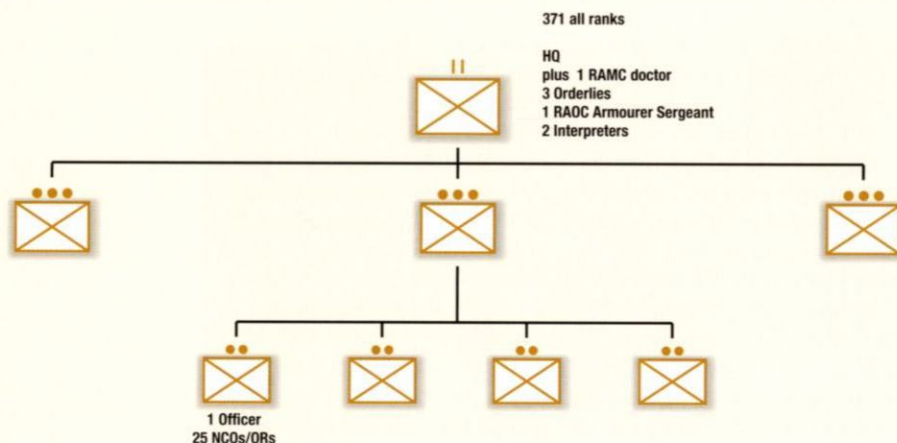 371 all ranks
HQ
plus 1 RAMC doctor
3 Orderlies
1 RAOC Armourer Sergeant
2 Interpreters
1 Officer
25 NCOs/ORs